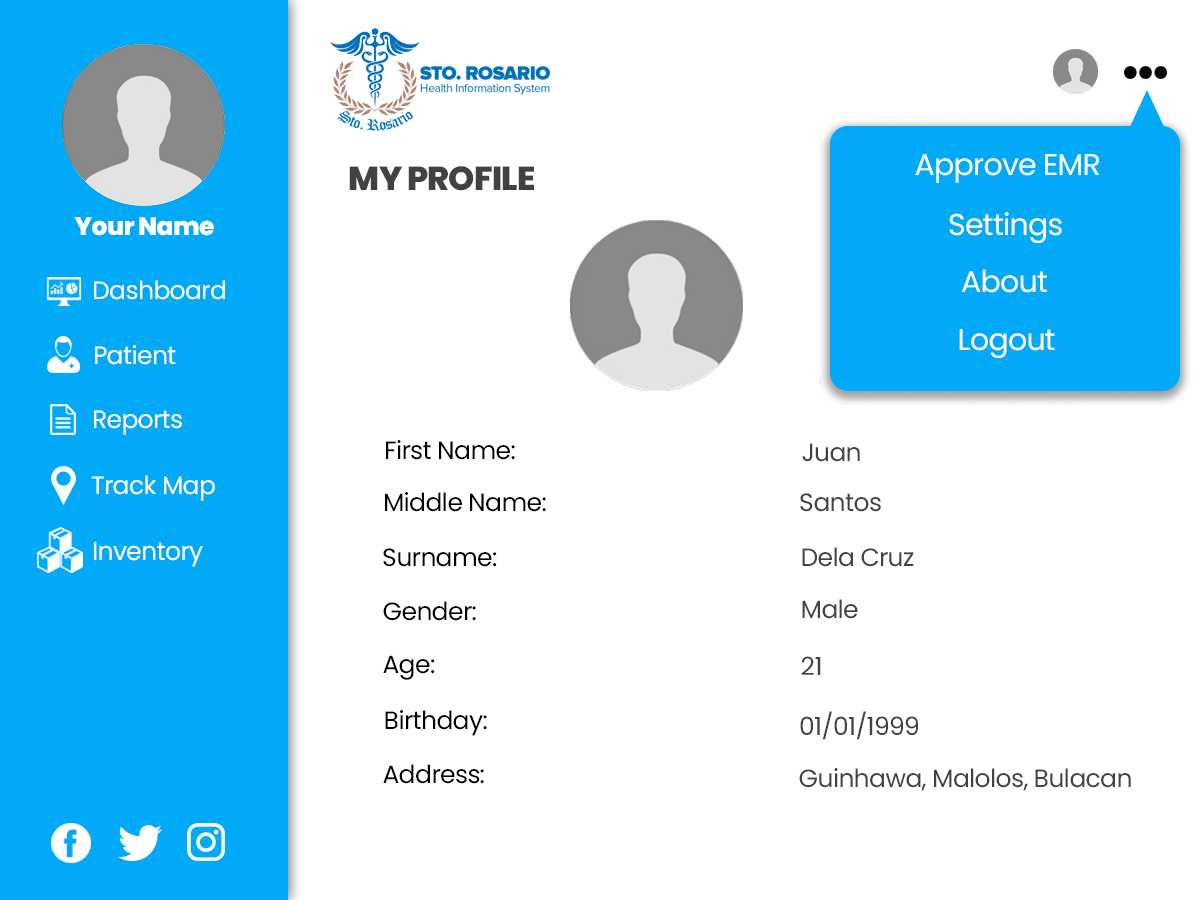 Your Name
Dashboard
Patient
Reports
Track Map
Inventory
STO. ROSARIO
Health Information System
Sto. Rosario
MY PROFILE
Approve EMR
Settings
About
Logout
First Name: Juan
Middle Name: Santos
Surname: Dela Cruz
Gender: Male
Age: 21
Birthday: 01/01/1999
Address: Guinhawa, Malolos, Bulacan